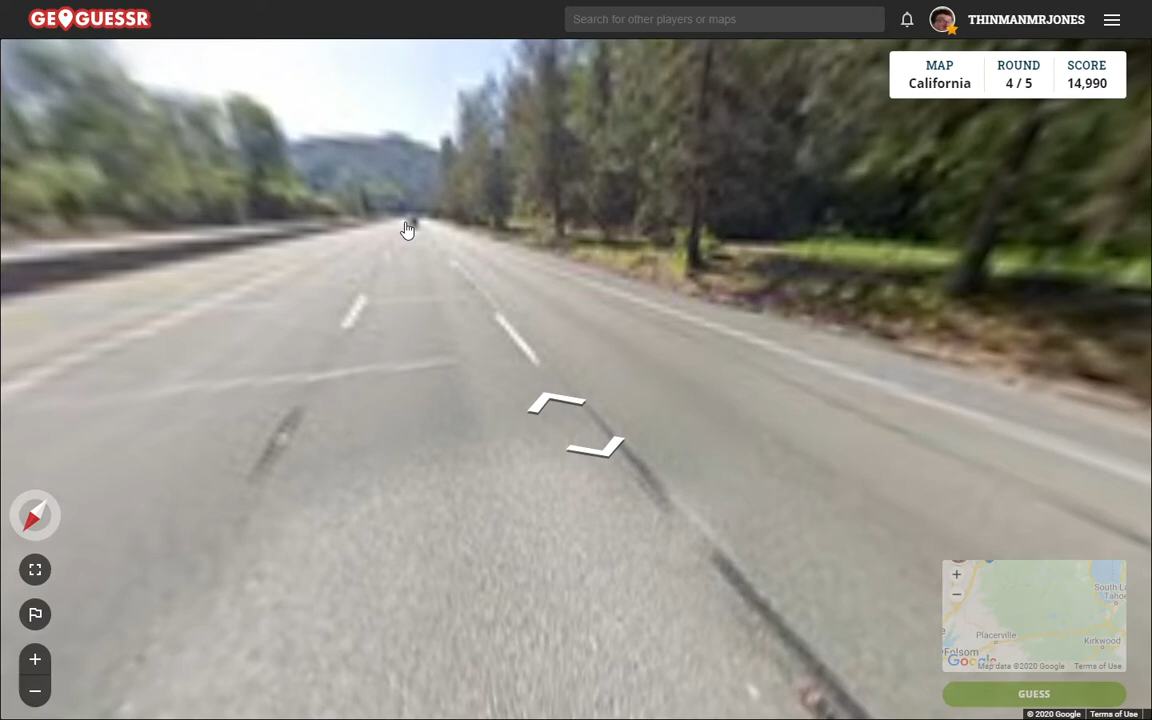 GEOGUESSR
Search for other players or maps
THINMANMRJONES
MAP
California
ROUND
4 / 5
SCORE
14,990
+
−
+
−
South L
Tahoe
Placerville
Kirkwood
Folsom
Google
Map data ©2020 Google
Terms of Use
GUESS
© 2020 Google
Terms of Use